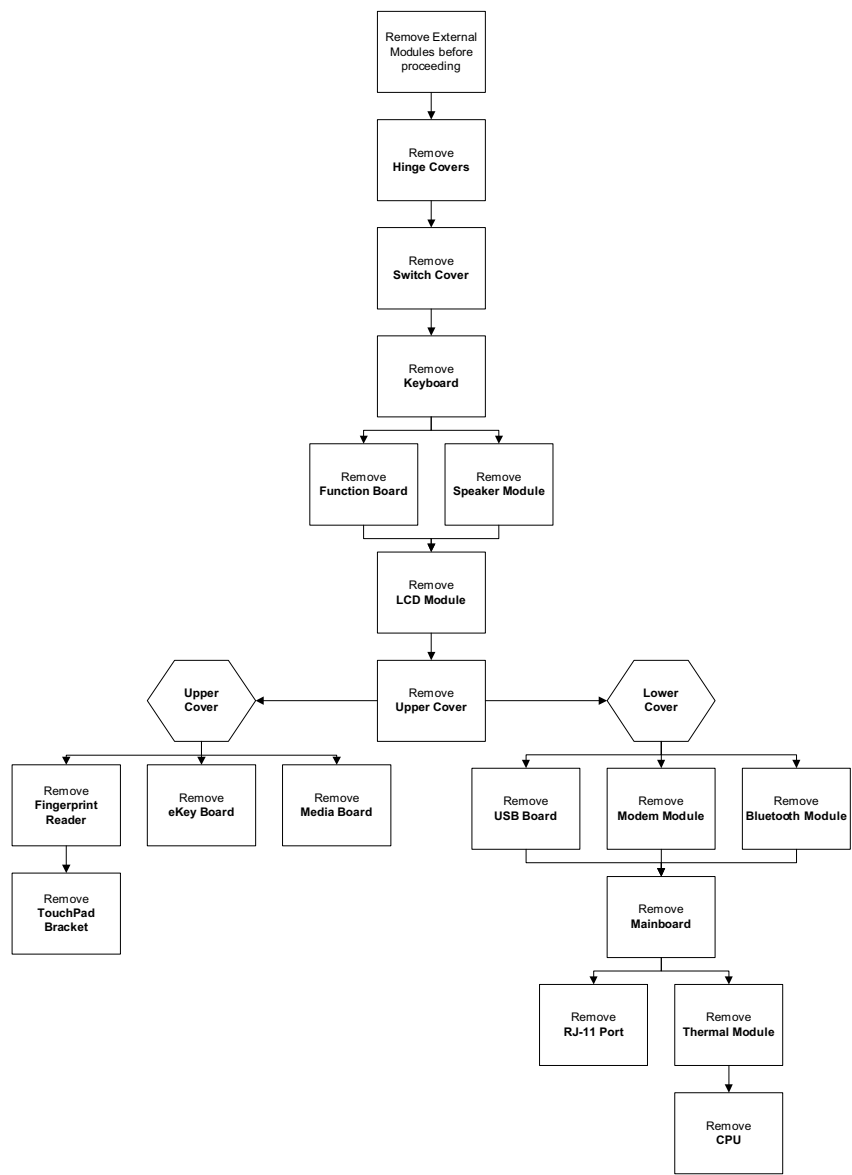 Remove External
Modules before
proceeding
Remove
Hinge Covers
Remove
Switch Cover
Remove
Keyboard
Remove
Function Board
Remove
Speaker Module
Remove
LCD Module
Upper
Cover
Remove
Upper Cover
Lower
Cover
Remove
Fingerprint
Reader
Remove
eKey Board
Remove
Media Board
Remove
USB Board
Remove
Modem Module
Remove
Bluetooth Module
Remove
TouchPad
Bracket
Remove
Mainboard
Remove
RJ-11 Port
Remove
Thermal Module
Remove
CPU